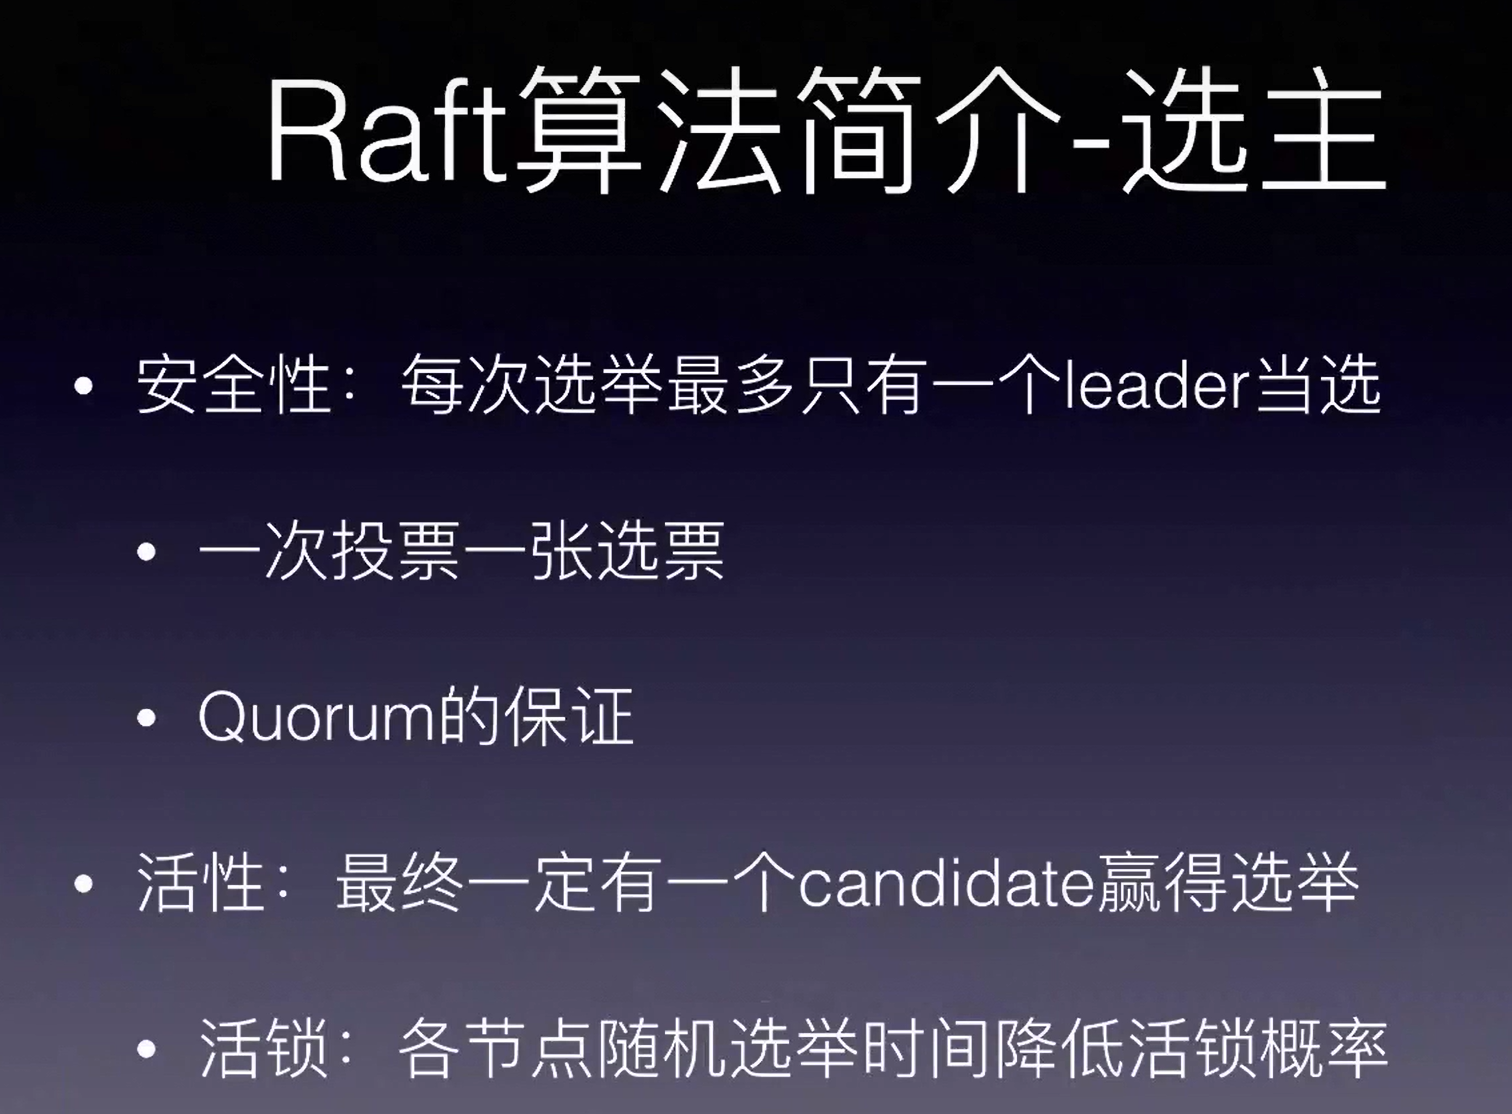 Raft算法简介-选主
• 安全性：每次选举最多只有一个leader当选
• 一次投票一张选票
• Quorum的保证
• 活性：最终一定有一个candidate赢得选举
• 活锁：各节点随机选举时间降低活锁概率